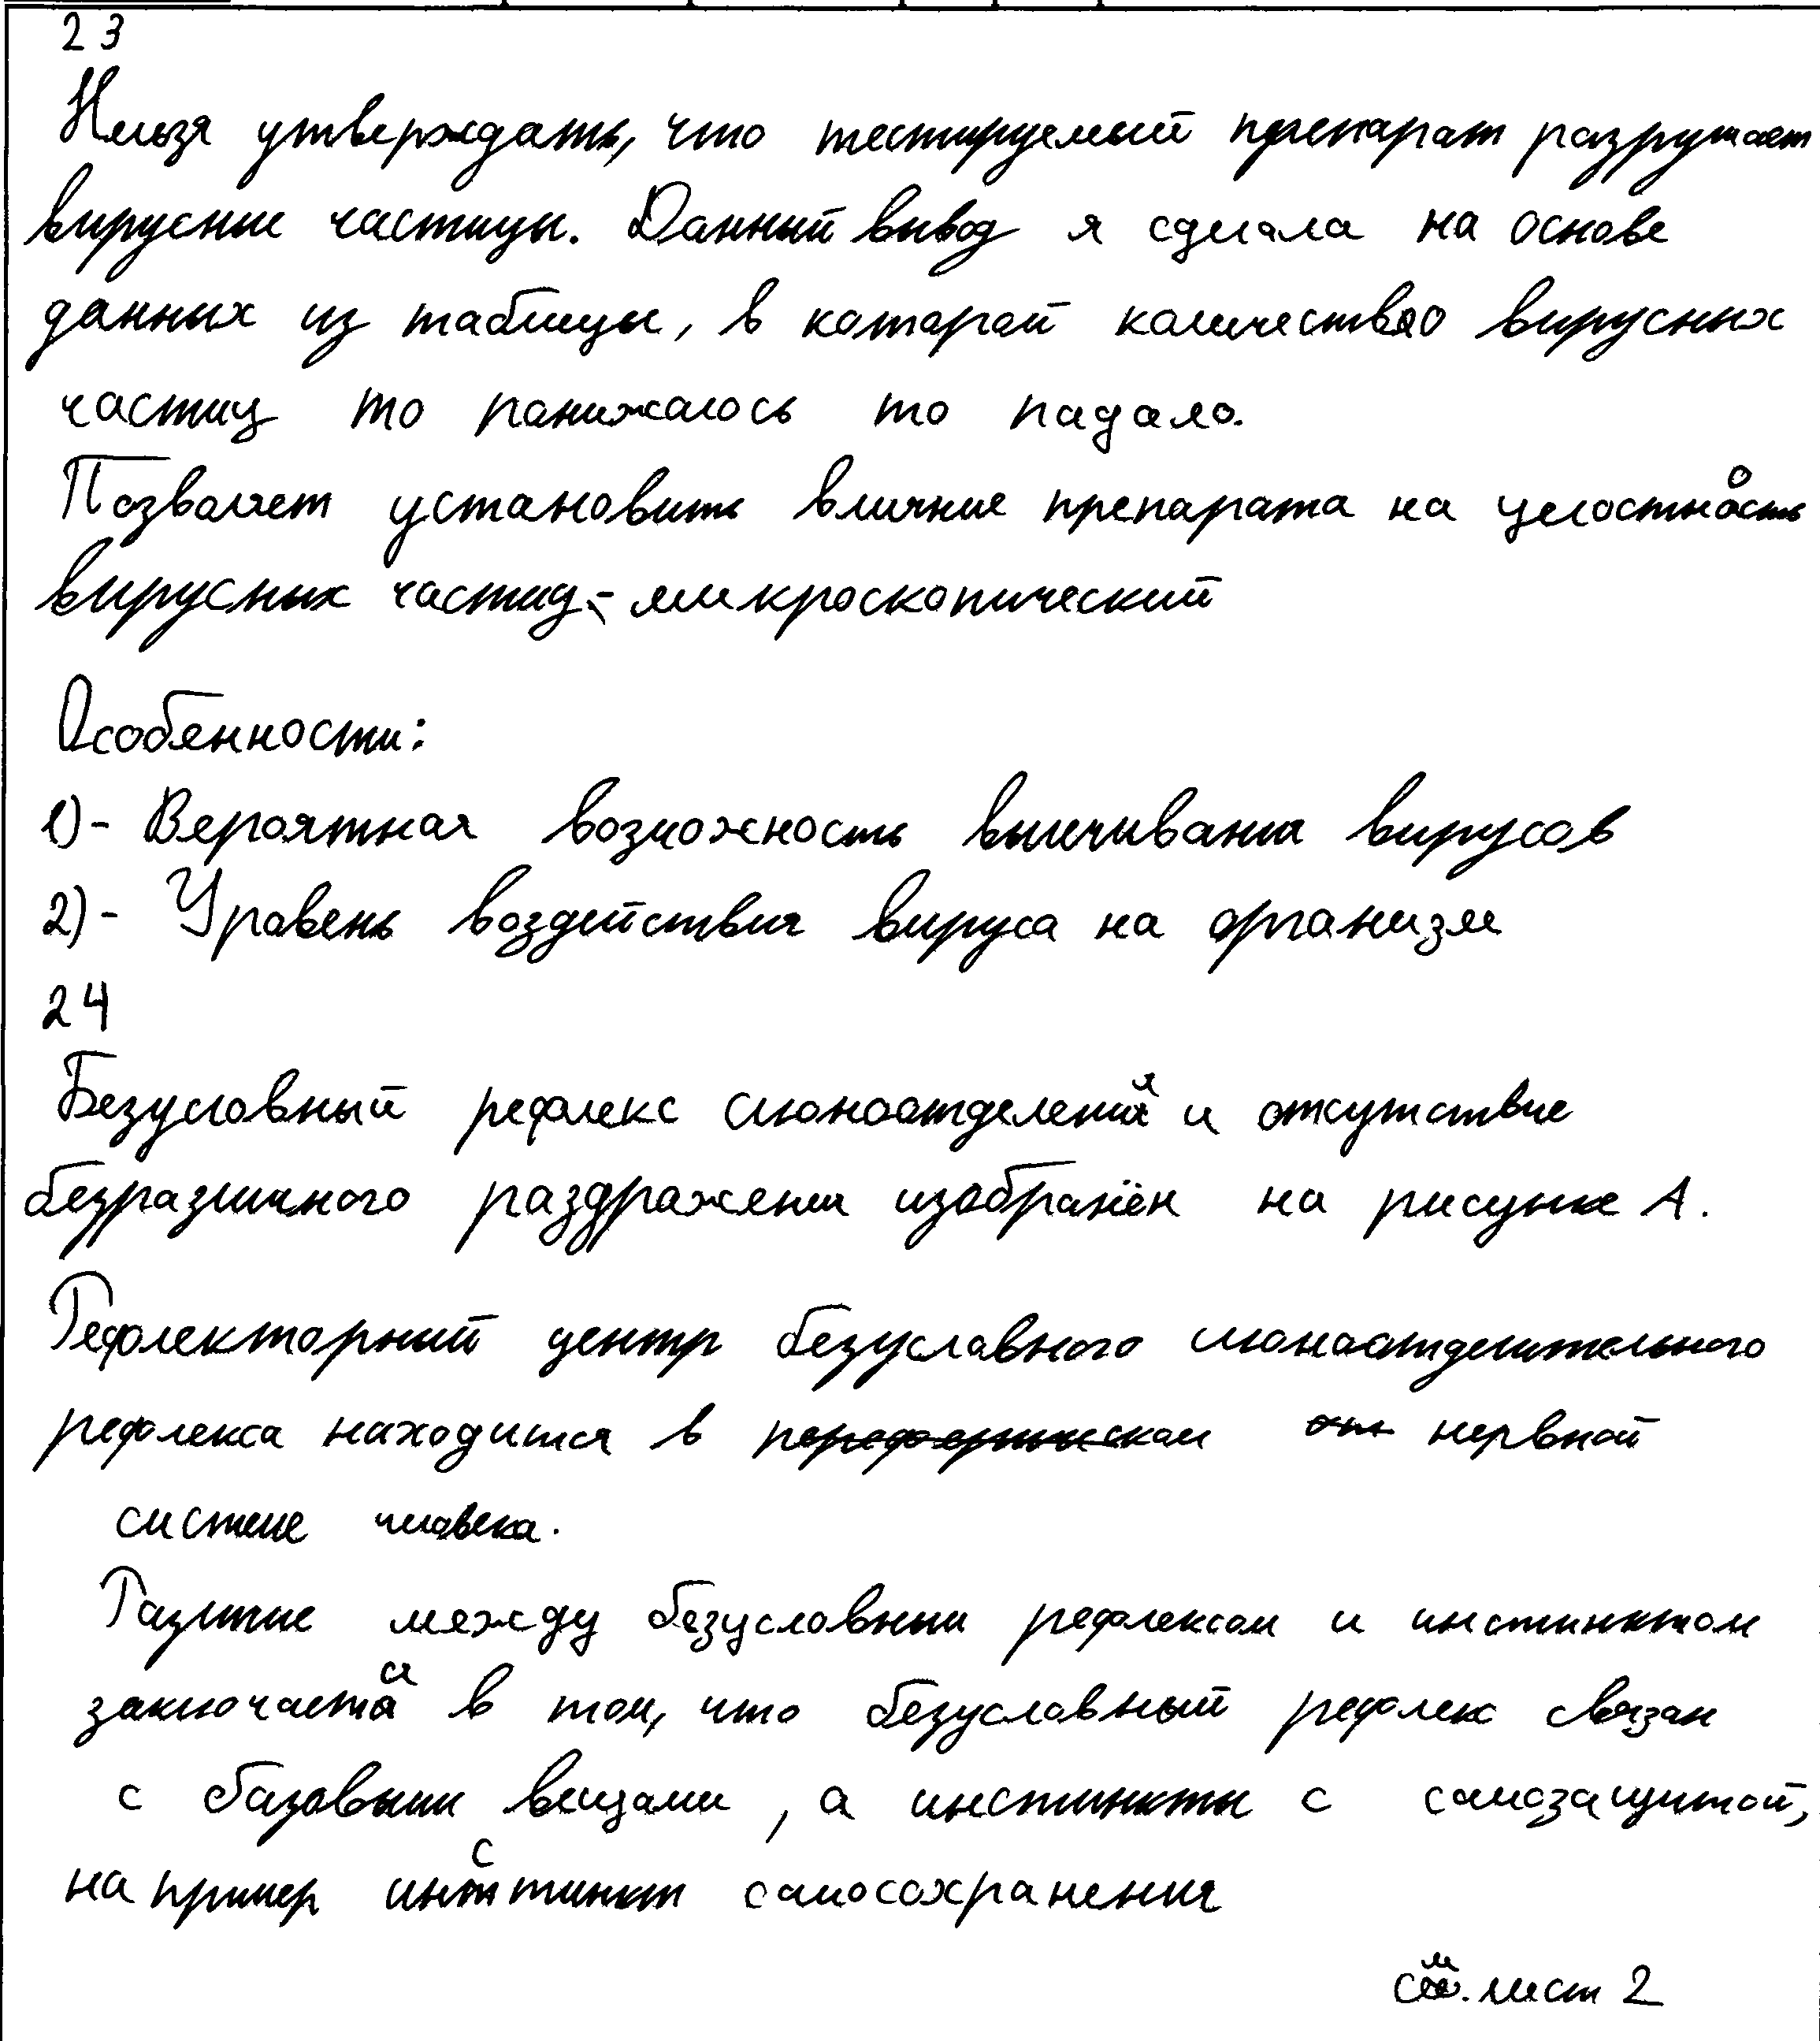 23
Нельзя утверждать, что тестируемый препарат разрушает
вирусные частицы. Данный вывод я сделала на основе
данных из таблицы, в которой количество вирусных
частиц то понижалось то падало.
Позволяет установить влияние препарата на целостность
вирусных частиц - микроскопический
Особенности:
1)- Вероятная возможность вылечивания вирусов
2)- Уровень воздействия вируса на организм
24
Безусловный рефлекс слюноотделения и отсутствие
безразличного раздражения изображён на рисунке А.
Рефлекторный центр безусловного слюноотделительного
рефлекса находится в нервной
системе человека.
Различие между безусловным рефлексом и инстинктом
заключается в том, что безусловный рефлекс связан
с базовыми вещами, а инстинкты с самозащитой,
на пример инстинкт самосохранения
см. лист 2